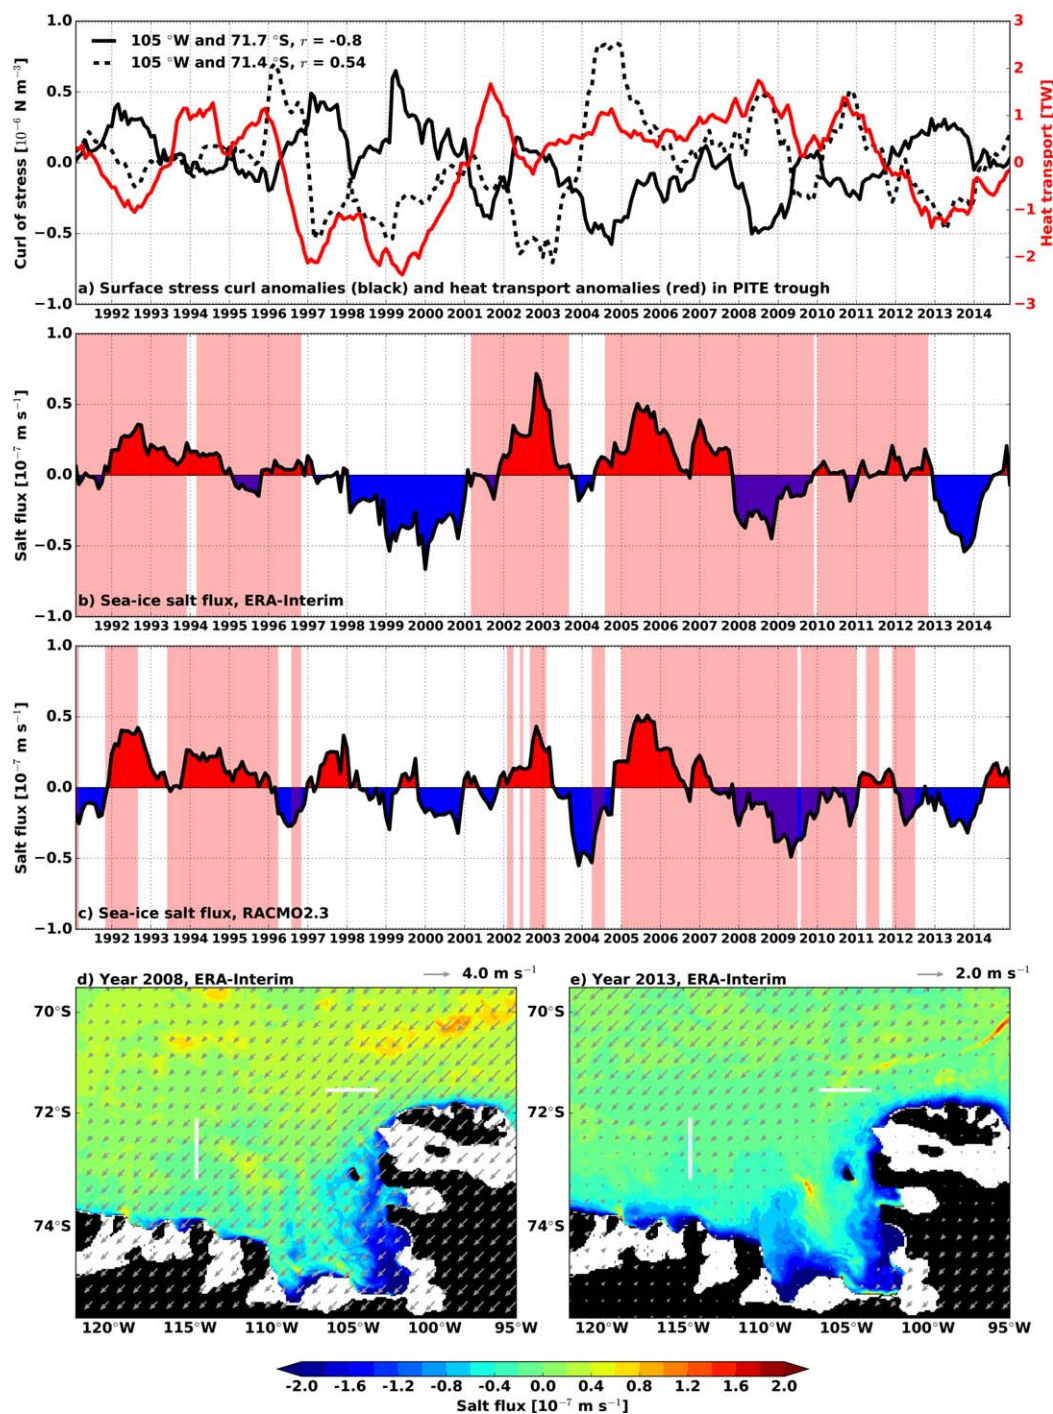 105 °W and 71.7 °S, r = -0.8
105 °W and 71.4 °S, r = 0.54
1.0
0.5
0.0
−0.5
−1.0
Curl of stress [10⁻⁶ N m⁻³]
3
2
1
0
−1
−2
−3
Heat transport [TW]
a) Surface stress curl anomalies (black) and heat transport anomalies (red) in PITE trough
1992 1993 1994 1995 1996 1997 1998 1999 2000 2001 2002 2003 2004 2005 2006 2007 2008 2009 2010 2011 2012 2013 2014
1.0
0.5
0.0
−0.5
−1.0
Salt flux [10⁻⁷ m s⁻¹]
b) Sea-ice salt flux, ERA-Interim
1992 1993 1994 1995 1996 1997 1998 1999 2000 2001 2002 2003 2004 2005 2006 2007 2008 2009 2010 2011 2012 2013 2014
1.0
0.5
0.0
−0.5
−1.0
Salt flux [10⁻⁷ m s⁻¹]
c) Sea-ice salt flux, RACMO2.3
1992 1993 1994 1995 1996 1997 1998 1999 2000 2001 2002 2003 2004 2005 2006 2007 2008 2009 2010 2011 2012 2013 2014
d) Year 2008, ERA-Interim 4.0 m s⁻¹
70°S
72°S
74°S
120°W 115°W 110°W 105°W 100°W 95°W
e) Year 2013, ERA-Interim 2.0 m s⁻¹
70°S
72°S
74°S
120°W 115°W 110°W 105°W 100°W 95°W
-2.0 -1.6 -1.2 -0.8 -0.4 0.0 0.4 0.8 1.2 1.6 2.0
Salt flux [10⁻⁷ m s⁻¹]